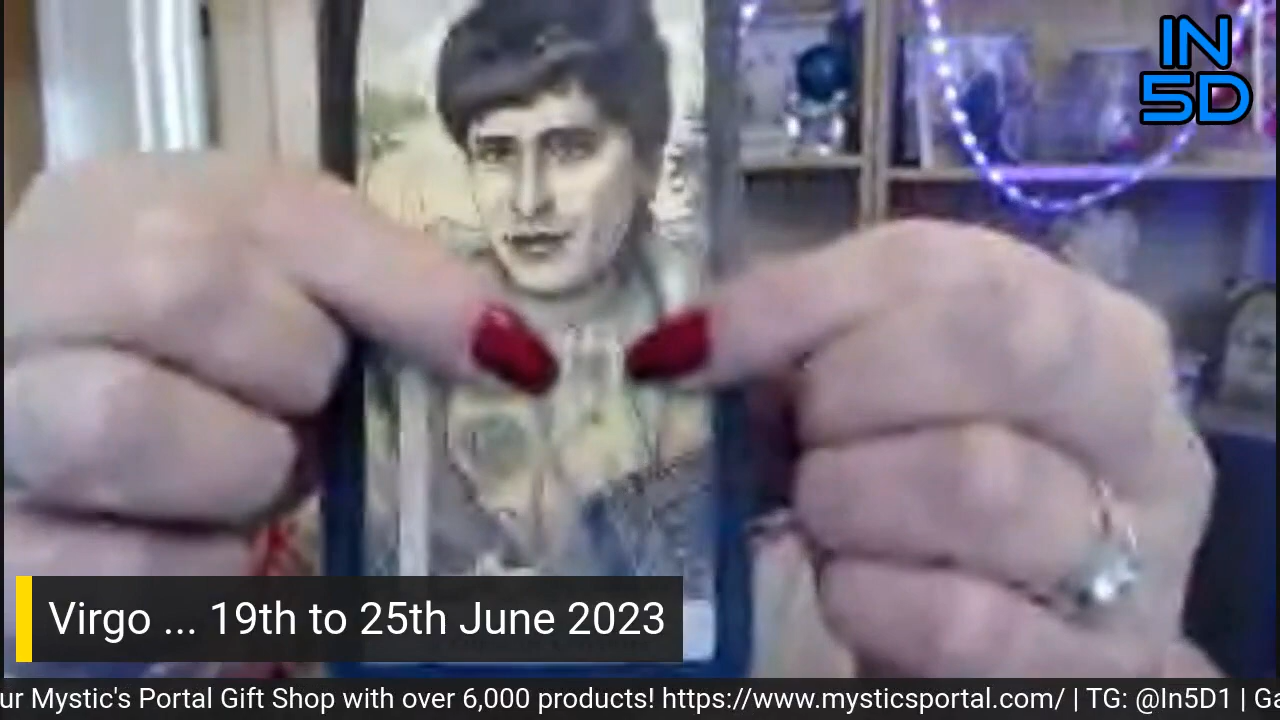 IN
5D
Virgo ... 19th to 25th June 2023
ur Mystic's Portal Gift Shop with over 6,000 products! https://www.mysticsportal.com/ | TG: @In5D1 | Ga